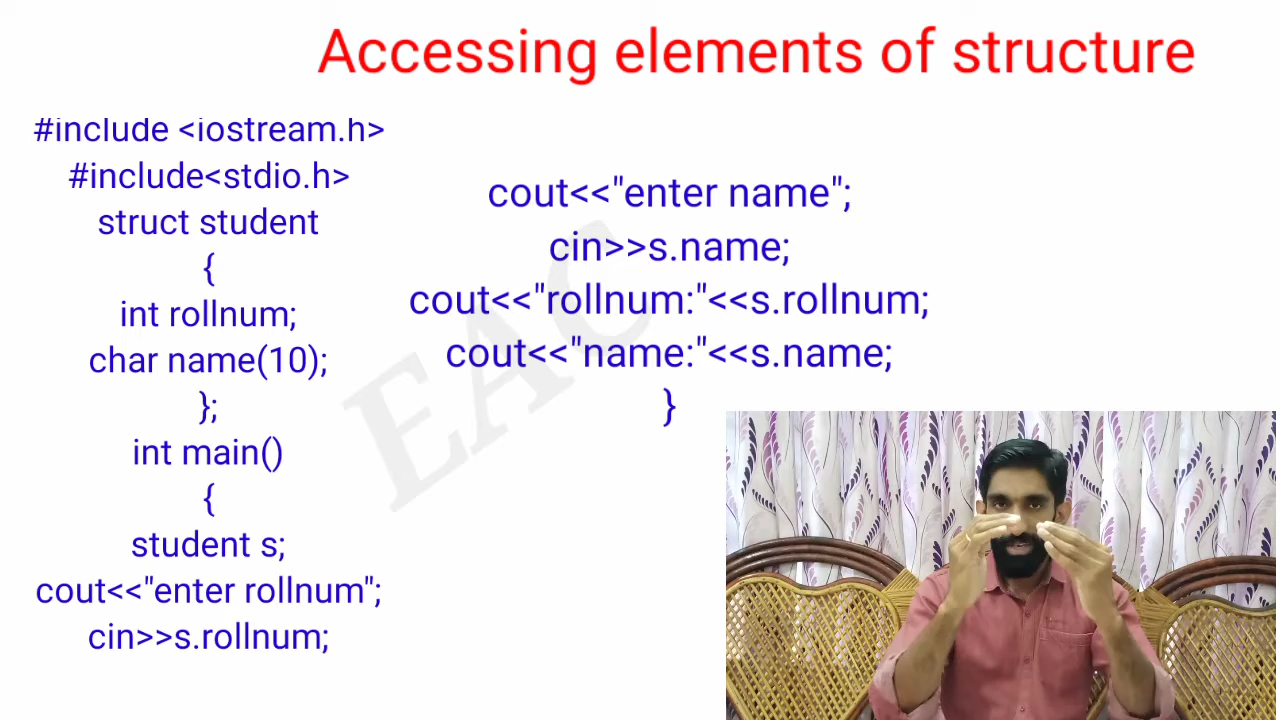 Accessing elements of structure
#include <iostream.h>
#include<stdio.h>
struct student
{
int rollnum;
char name(10);
};
int main()
{
student s;
cout<<"enter rollnum";
cin>>s.rollnum;
cout<<"enter name";
cin>>s.name;
cout<<"rollnum:"<<s.rollnum;
cout<<"name:"<<s.name;
}
EAC